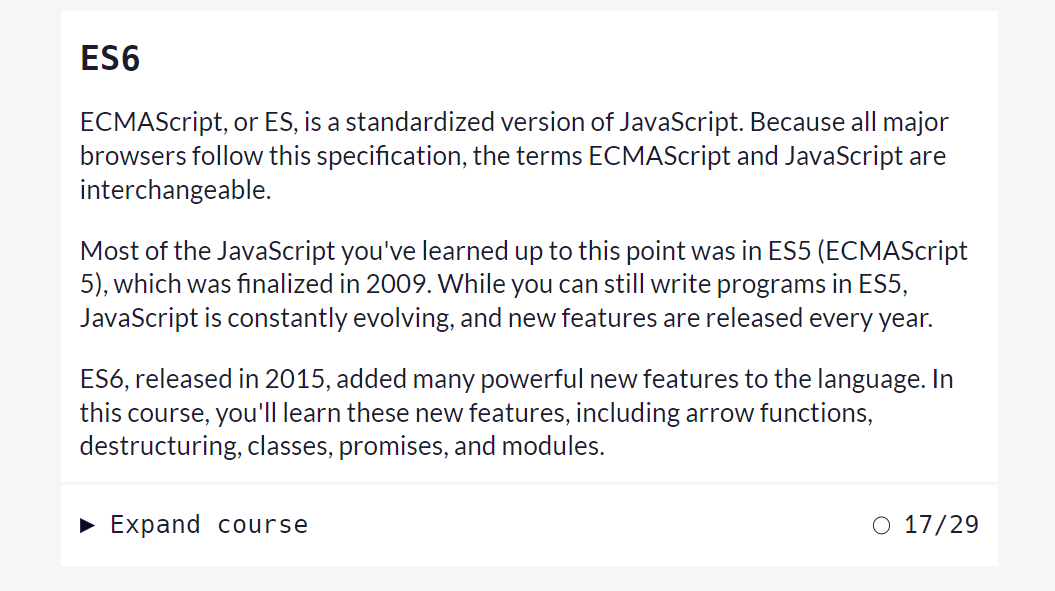 ES6
ECMAScript, or ES, is a standardized version of JavaScript. Because all major
browsers follow this specification, the terms ECMAScript and JavaScript are
interchangeable.
Most of the JavaScript you've learned up to this point was in ES5 (ECMAScript
5), which was finalized in 2009. While you can still write programs in ES5,
JavaScript is constantly evolving, and new features are released every year.
ES6, released in 2015, added many powerful new features to the language. In
this course, you'll learn these new features, including arrow functions,
destructuring, classes, promises, and modules.
Expand course 17/29